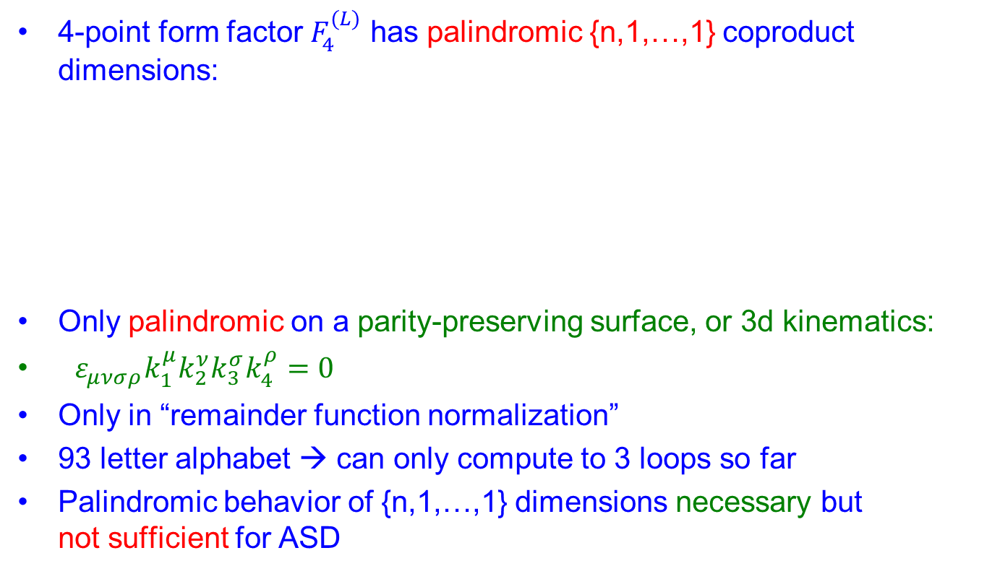 • 4-point form factor $F_4^{(L)}$ has palindromic {n,1,…,1} coproduct
dimensions:
• Only palindromic on a parity-preserving surface, or 3d kinematics:
• $\varepsilon_{\mu\nu\sigma\rho} k_1^{\mu} k_2^{\nu} k_3^{\sigma} k_4^{\rho} = 0$
• Only in “remainder function normalization”
• 93 letter alphabet → can only compute to 3 loops so far
• Palindromic behavior of {n,1,…,1} dimensions necessary but
not sufficient for ASD